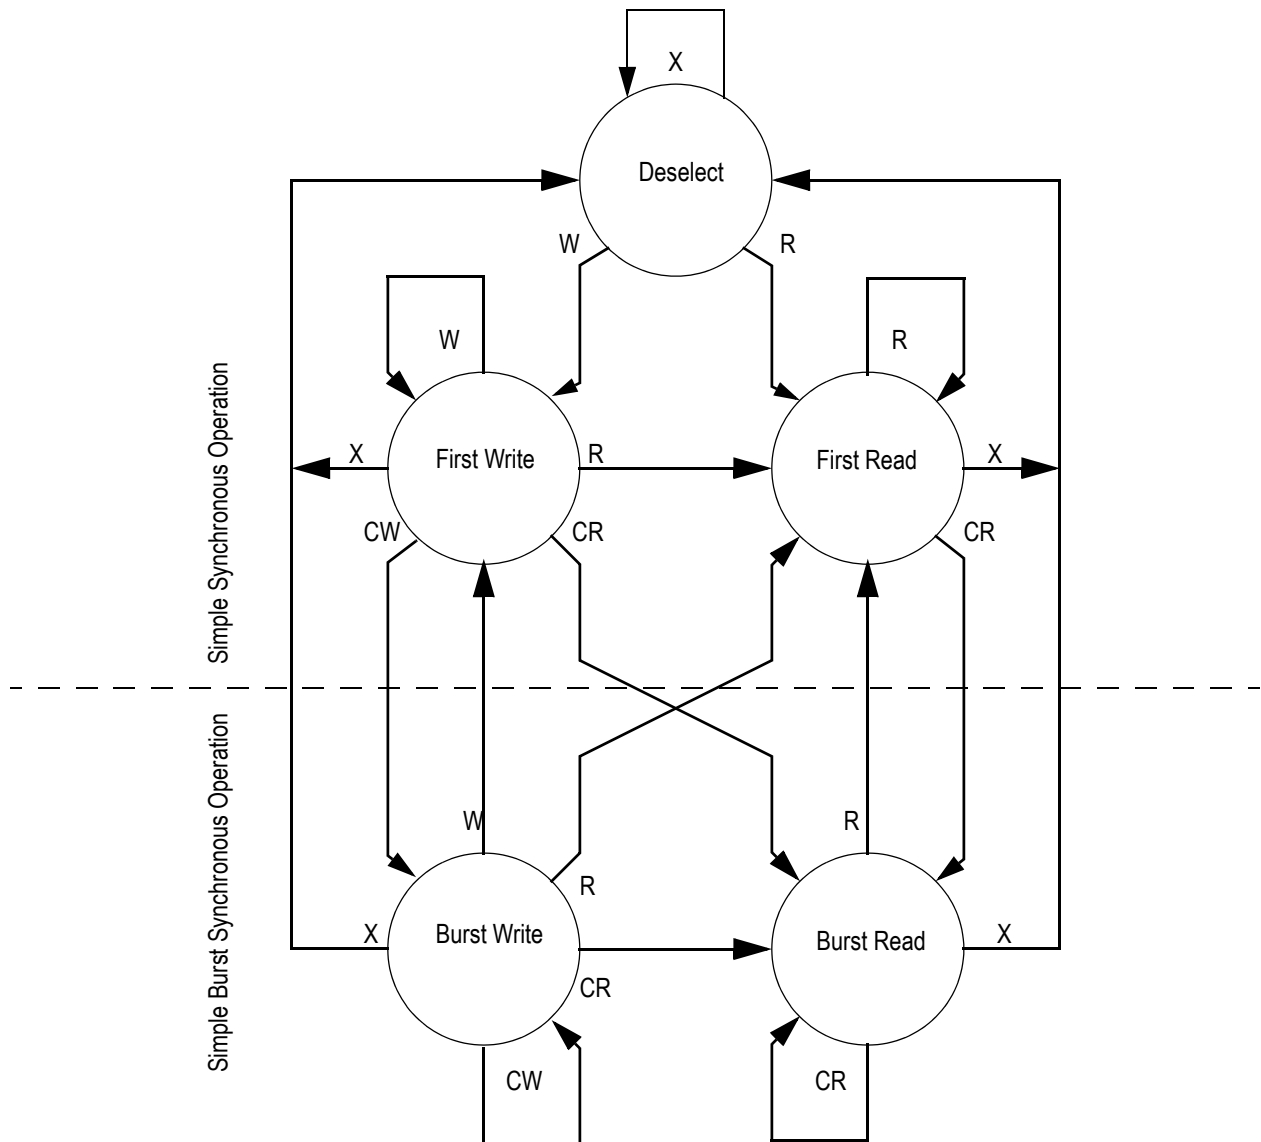 X
Deselect
W
R
W
R
Simple Synchronous Operation
X
First Write
R
First Read
X
CW
CR
CR
Simple Burst Synchronous Operation
W
R
R
X
Burst Write
Burst Read
X
CR
CW
CR